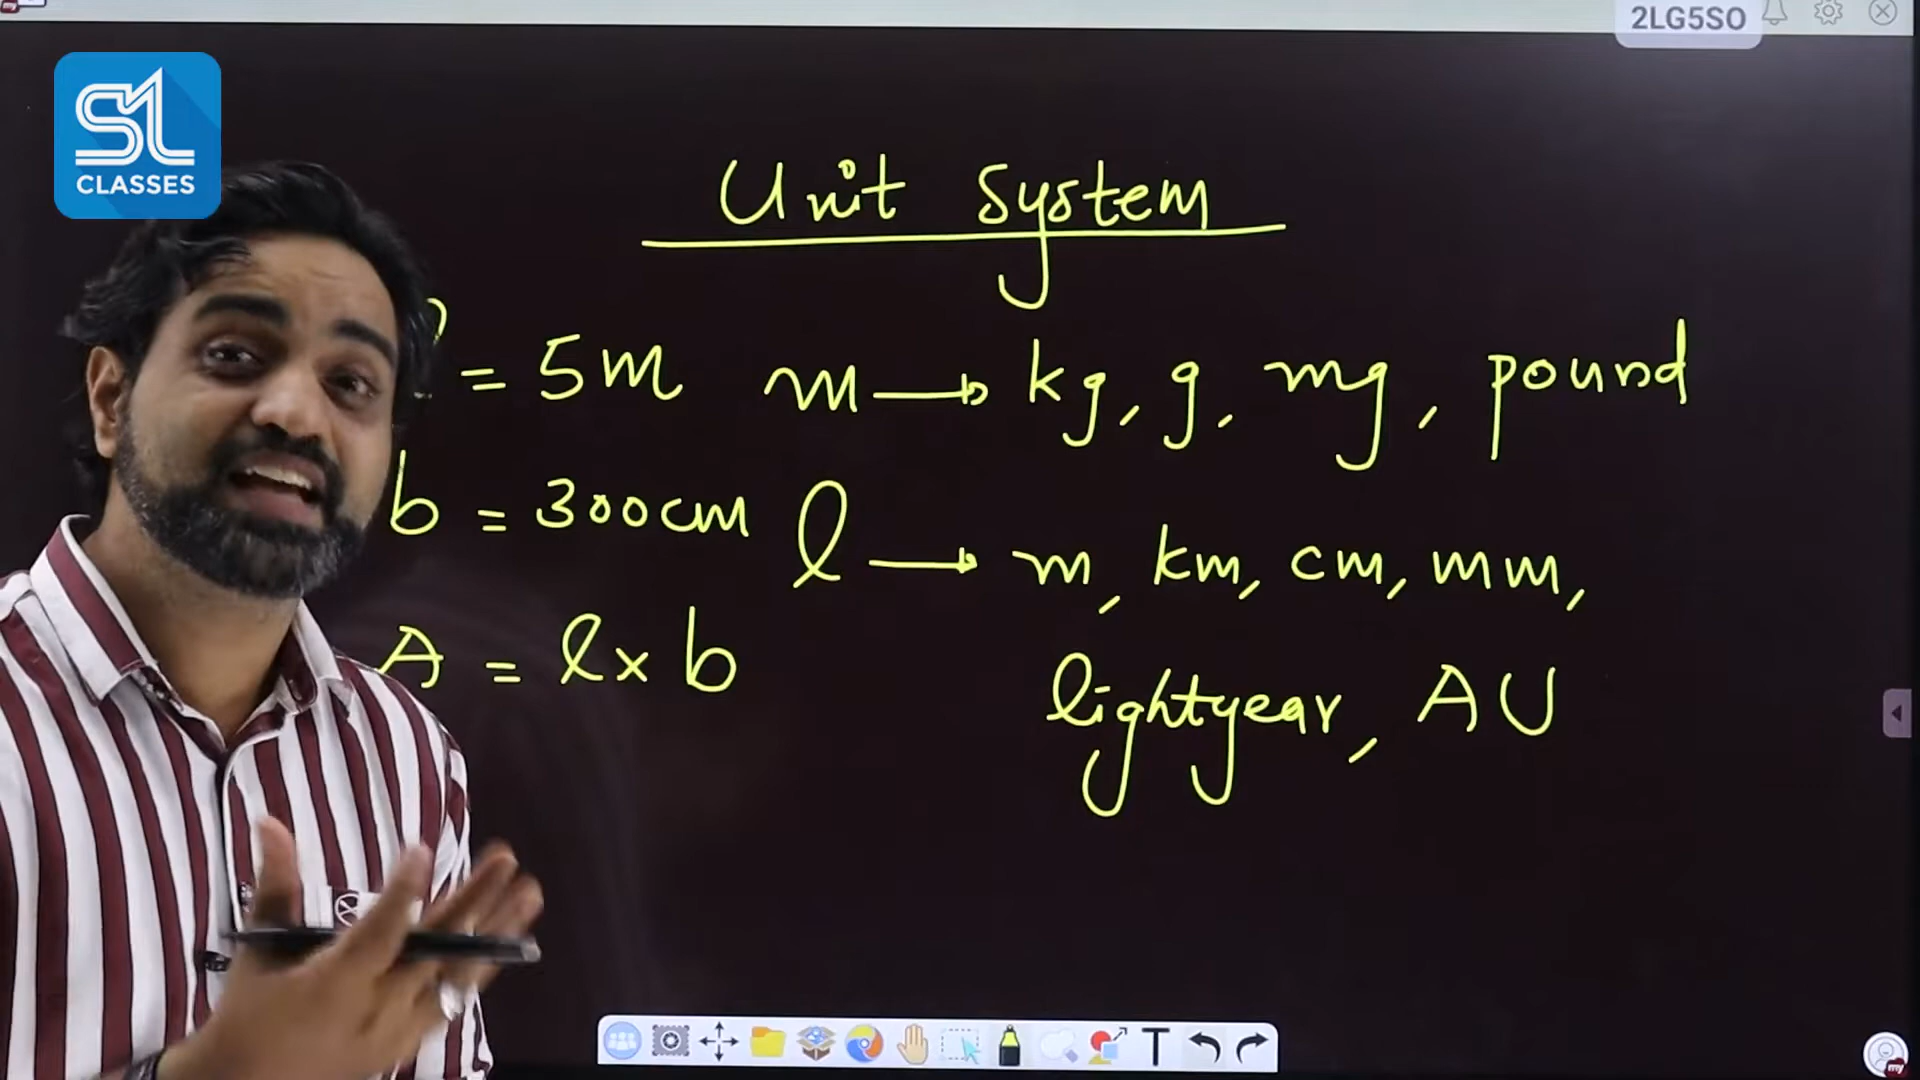 2LG5SO
SL
CLASSES
Unit System
l = 5m
m → kg, g, mg, pound
b = 300cm
l → m, km, cm, mm,
A = l x b
lightyear, AU
T